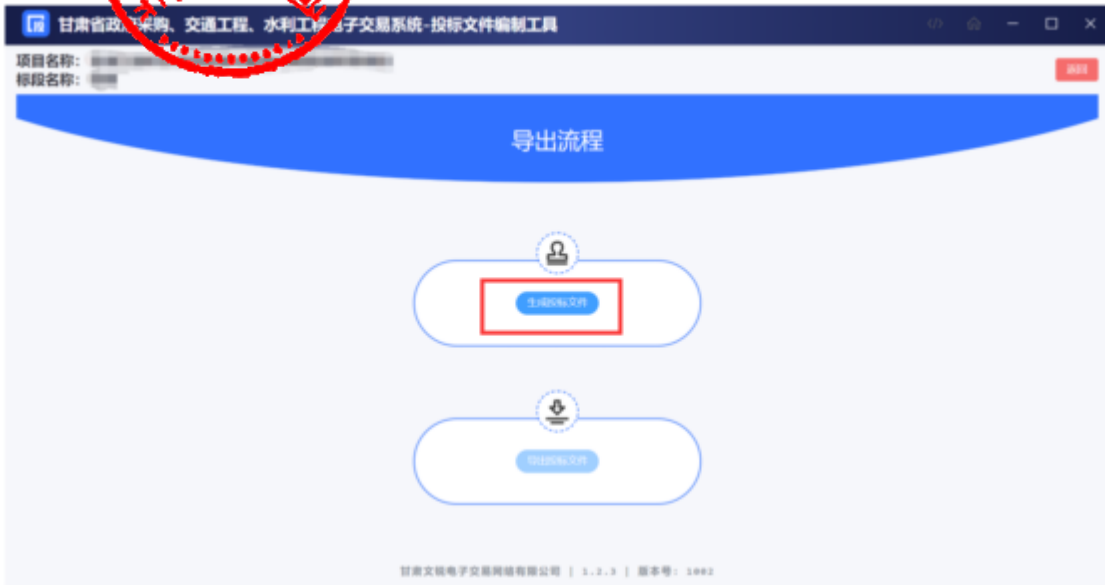 投 甘肃省政府采购、交通工程、水利工程电子交易系统-投标文件编制工具
项目名称:
标段名称:
返回
导出流程
生成投标文件
导出投标文件
甘肃文锐电子交易网络有限公司 | 1.2.3 | 版本号: 1002